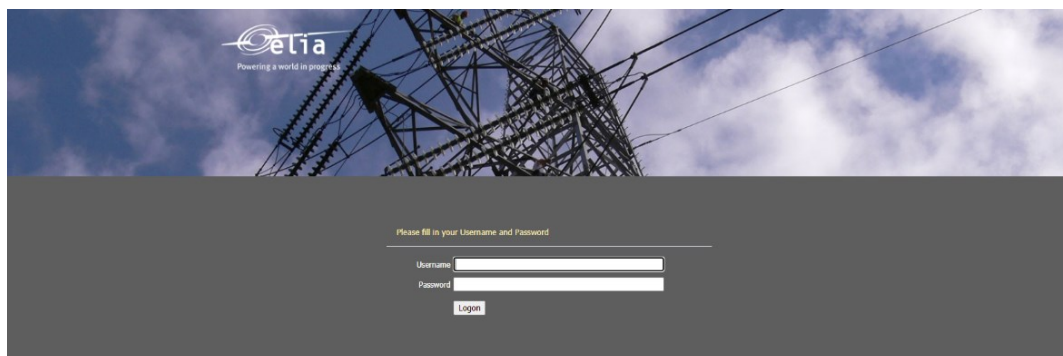 elia
Powering a world in progress
Please fill in your Username and Password
Username
Password
Logon